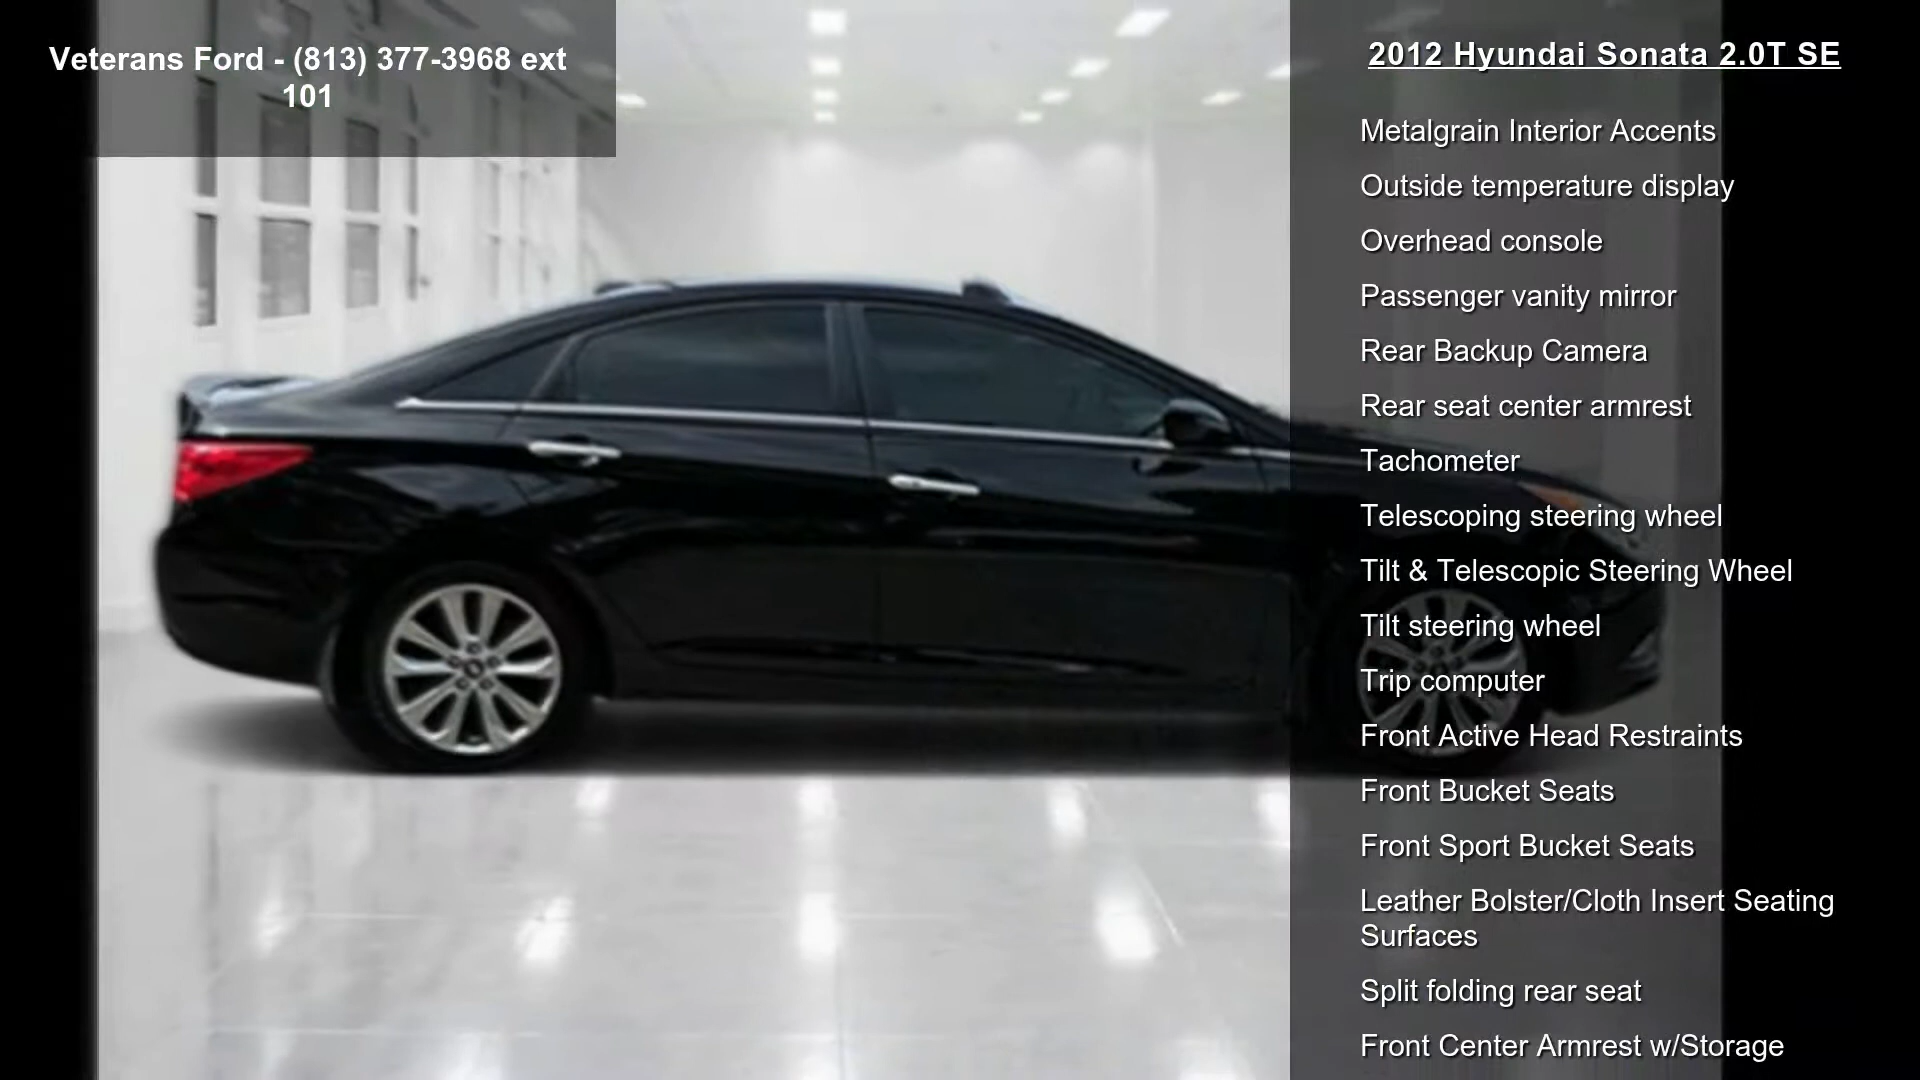 Veterans Ford - (813) 377-3968 ext
101
2012 Hyundai Sonata 2.0T SE
Metalgrain Interior Accents
Outside temperature display
Overhead console
Passenger vanity mirror
Rear Backup Camera
Rear seat center armrest
Tachometer
Telescoping steering wheel
Tilt & Telescopic Steering Wheel
Tilt steering wheel
Trip computer
Front Active Head Restraints
Front Bucket Seats
Front Sport Bucket Seats
Leather Bolster/Cloth Insert Seating
Surfaces
Split folding rear seat
Front Center Armrest w/Storage